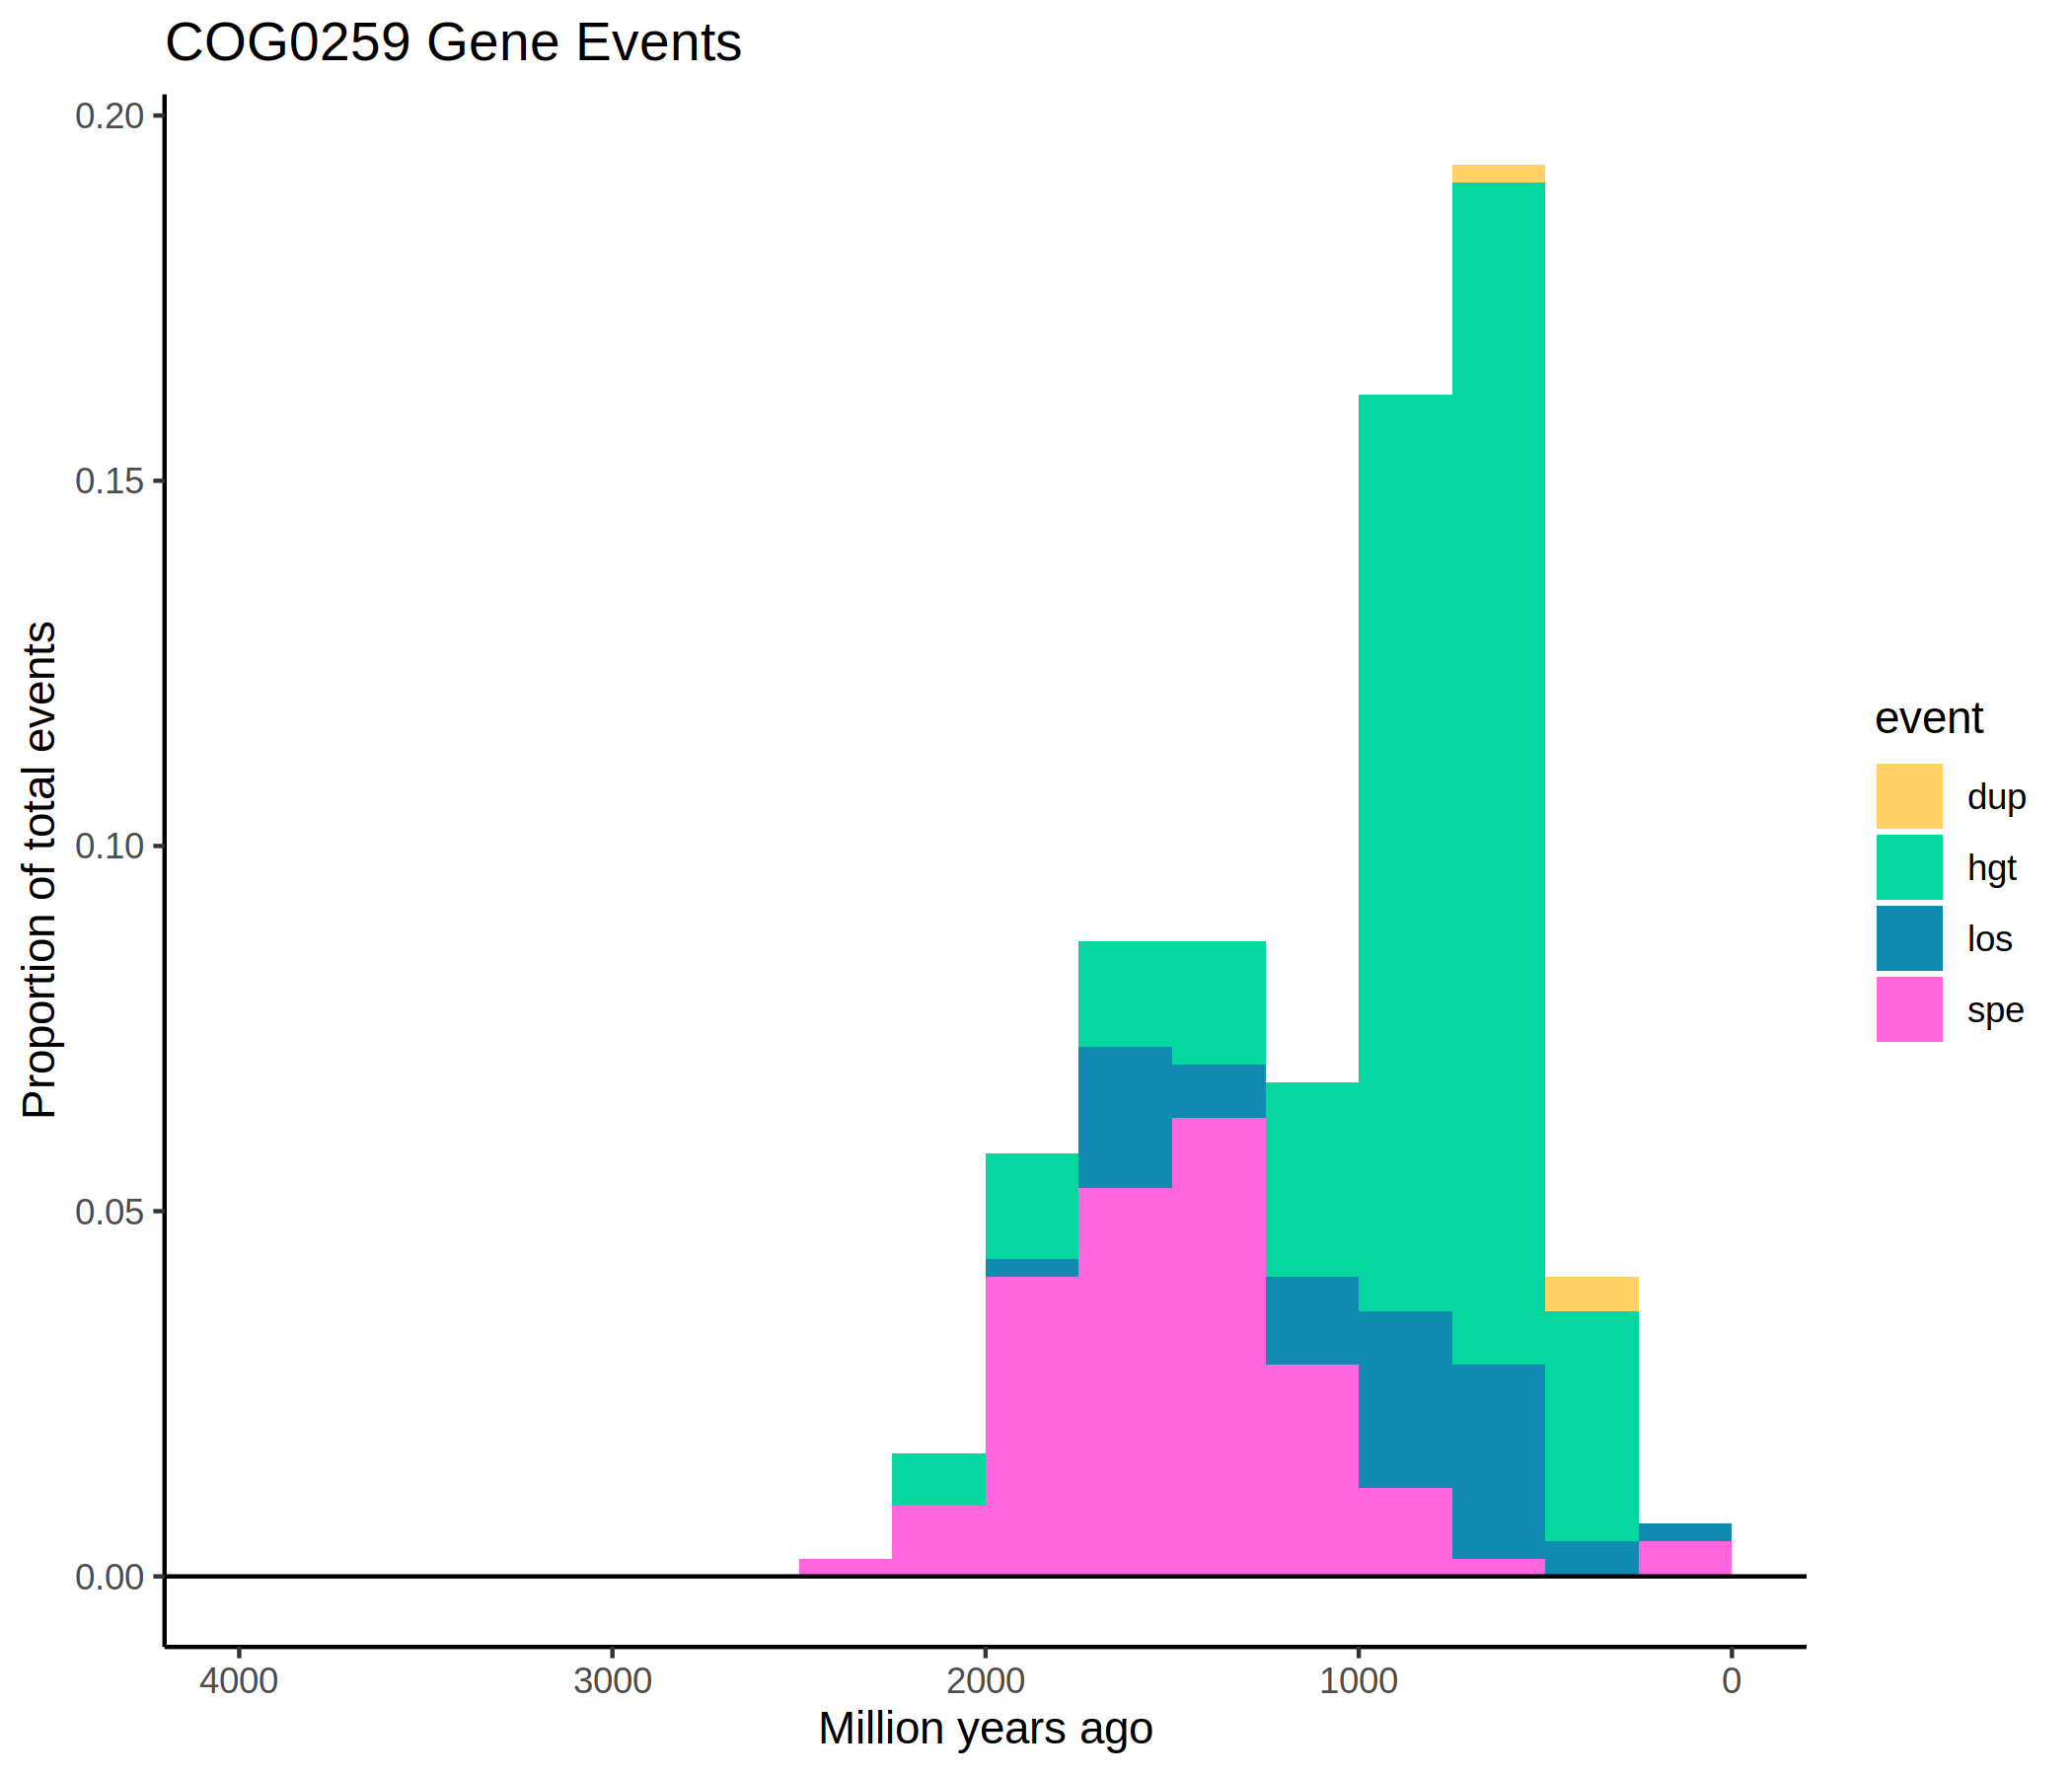 COG0259 Gene Events
Proportion of total events
0.20
0.15
0.10
0.05
0.00
4000 3000 2000 1000 0
Million years ago
event
dup
hgt
los
spe